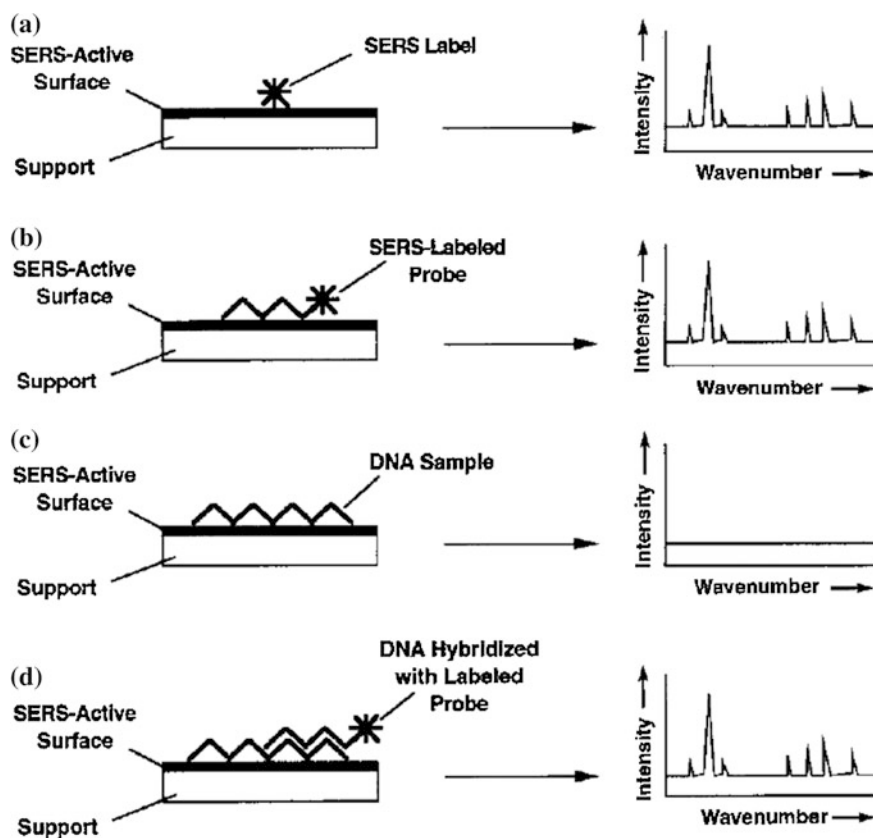 (a)
SERS-Active
Surface
SERS Label
Support
Intensity
Wavenumber
(b)
SERS-Active
Surface
SERS-Labeled
Probe
Support
Intensity
Wavenumber
(c)
SERS-Active
Surface
DNA Sample
Support
Intensity
Wavenumber
(d)
SERS-Active
Surface
DNA Hybridized
with Labeled
Probe
Support
Intensity
Wavenumber